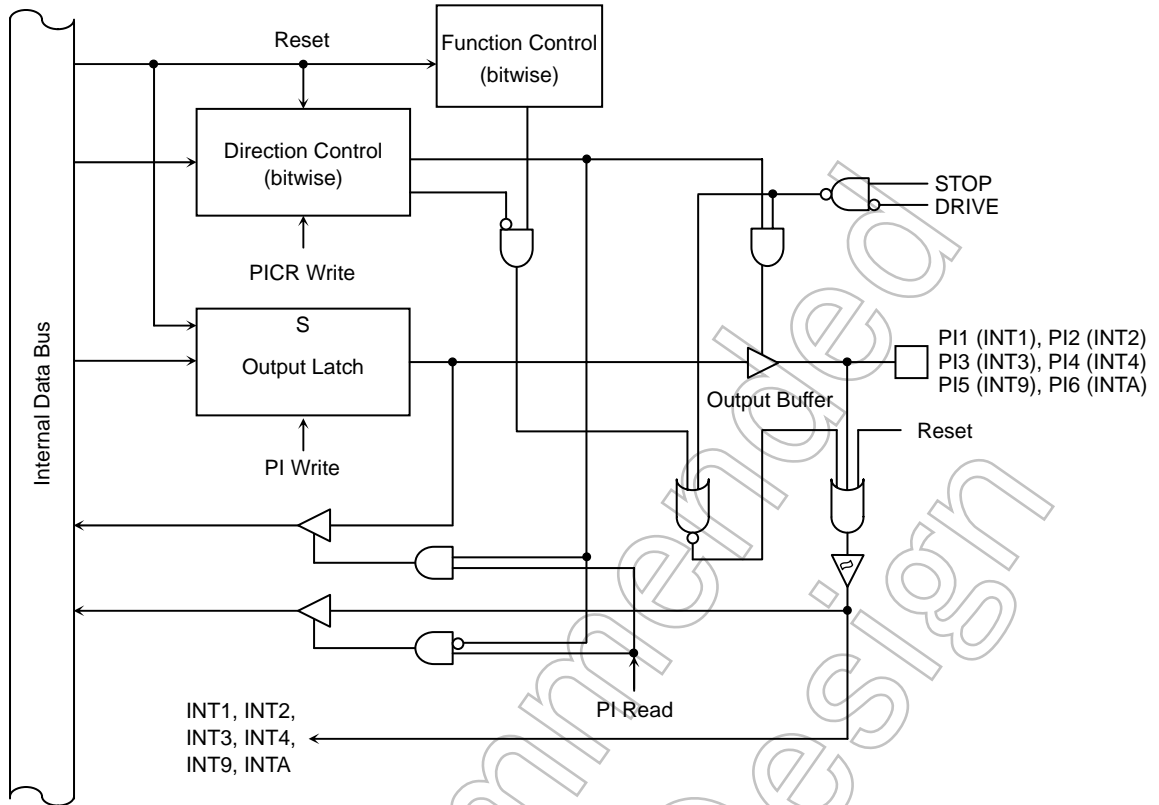 Reset
Function Control
(bitwise)
Direction Control
(bitwise)
STOP
DRIVE
PICR Write
S
Output Latch
PI1 (INT1), PI2 (INT2)
PI3 (INT3), PI4 (INT4)
PI5 (INT9), PI6 (INTA)
Output Buffer
Reset
Internal Data Bus
PI Write
PI Read
INT1, INT2,
INT3, INT4,
INT9, INTA
mmended
Design